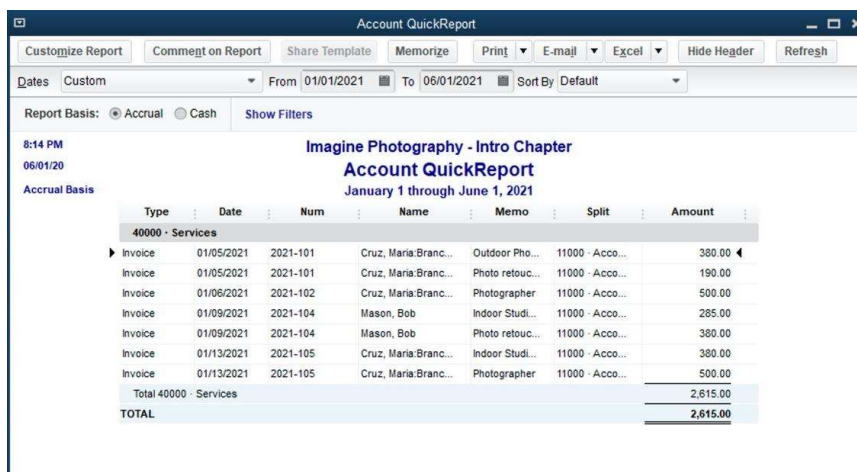 Account QuickReport
Customize Report Comment on Report Share Template Memorize Print E-mail Excel Hide Header Refresh
Dates Custom From 01/01/2021 To 06/01/2021 Sort By Default
Report Basis: Accrual Cash Show Filters
8:14 PM Imagine Photography - Intro Chapter
06/01/20 Account QuickReport
Accrual Basis January 1 through June 1, 2021
Type Date Num Name Memo Split Amount
40000 · Services
Invoice 01/05/2021 2021-101 Cruz, Maria:Branc... Outdoor Pho... 11000 · Acco... 380.00
Invoice 01/05/2021 2021-101 Cruz, Maria:Branc... Photo retouc... 11000 · Acco... 190.00
Invoice 01/06/2021 2021-102 Cruz, Maria:Branc... Photographer 11000 · Acco... 500.00
Invoice 01/09/2021 2021-104 Mason, Bob Indoor Studi... 11000 · Acco... 285.00
Invoice 01/09/2021 2021-104 Mason, Bob Photo retouc... 11000 · Acco... 380.00
Invoice 01/13/2021 2021-105 Cruz, Maria:Branc... Indoor Studi... 11000 · Acco... 380.00
Invoice 01/13/2021 2021-105 Cruz, Maria:Branc... Photographer 11000 · Acco... 500.00
Total 40000 · Services 2,615.00
TOTAL 2,615.00